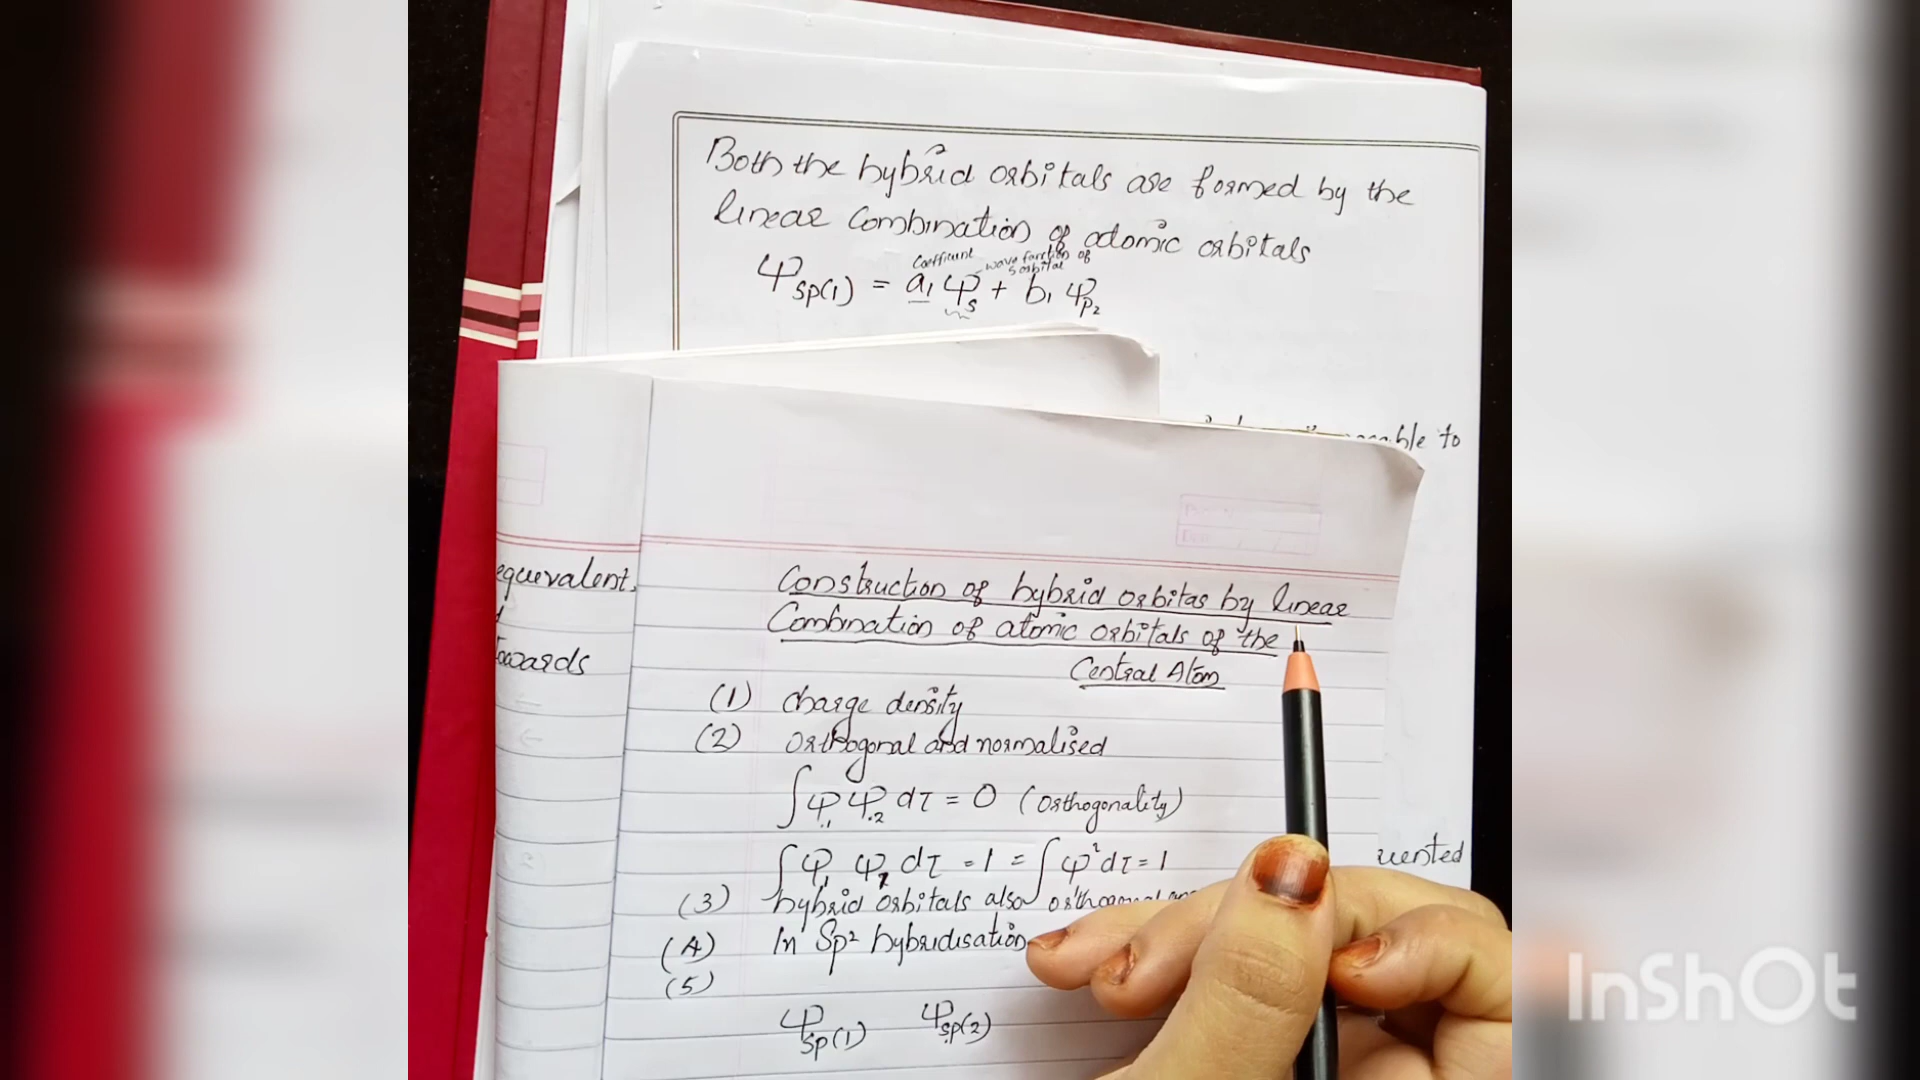 Both the hybrid orbitals are formed by the
linear Combination of atomic orbitals
Coefficient wave function of
s orbital
Ψsp(1) = a₁ Ψs + b₁ Ψpz
able to
equivalent.
towards
Construction of hybrid orbitas by linear
Combination of atomic orbitals of the
Central Atom
(1) Charge density
(2) Orthogonal and normalised
∫Ψ₁ Ψ₂ dτ = 0 (Orthogonality)
∫Ψ₁ Ψ₁ dτ = 1 = ∫Ψ² dτ = 1
(3) hybrid orbitals also orthogonal
(4) In Sp² hybridisation
(5)
Ψsp(1) Ψsp(2)
InShOt